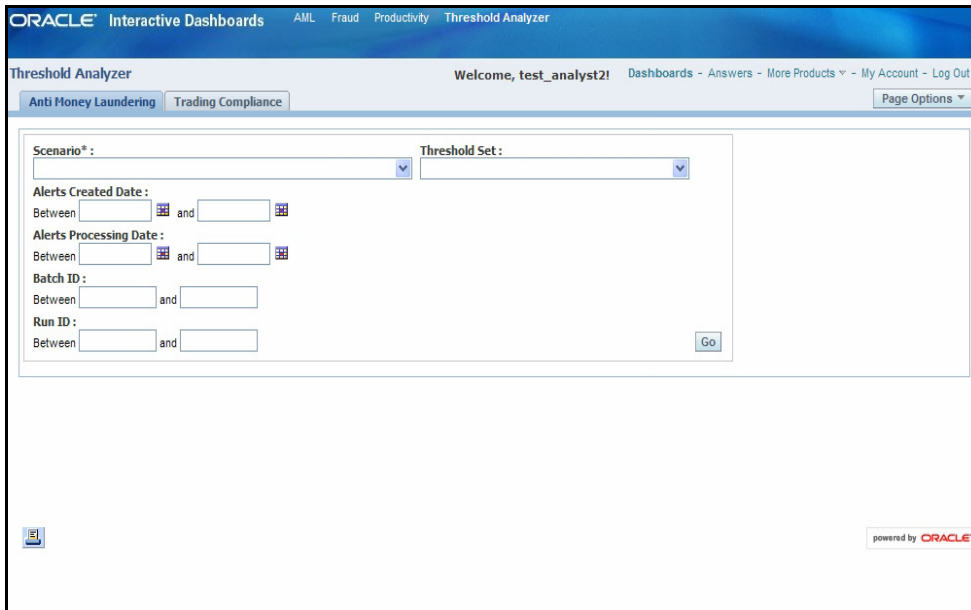 ORACLE® Interactive Dashboards AML Fraud Productivity Threshold Analyzer
Threshold Analyzer Welcome, test_analyst2! Dashboards - Answers - More Products - My Account - Log Out
Anti Money Laundering Trading Compliance Page Options
Scenario* : Threshold Set :
Alerts Created Date :
Between and
Alerts Processing Date :
Between and
Batch ID :
Between and
Run ID :
Between and Go
powered by ORACLE